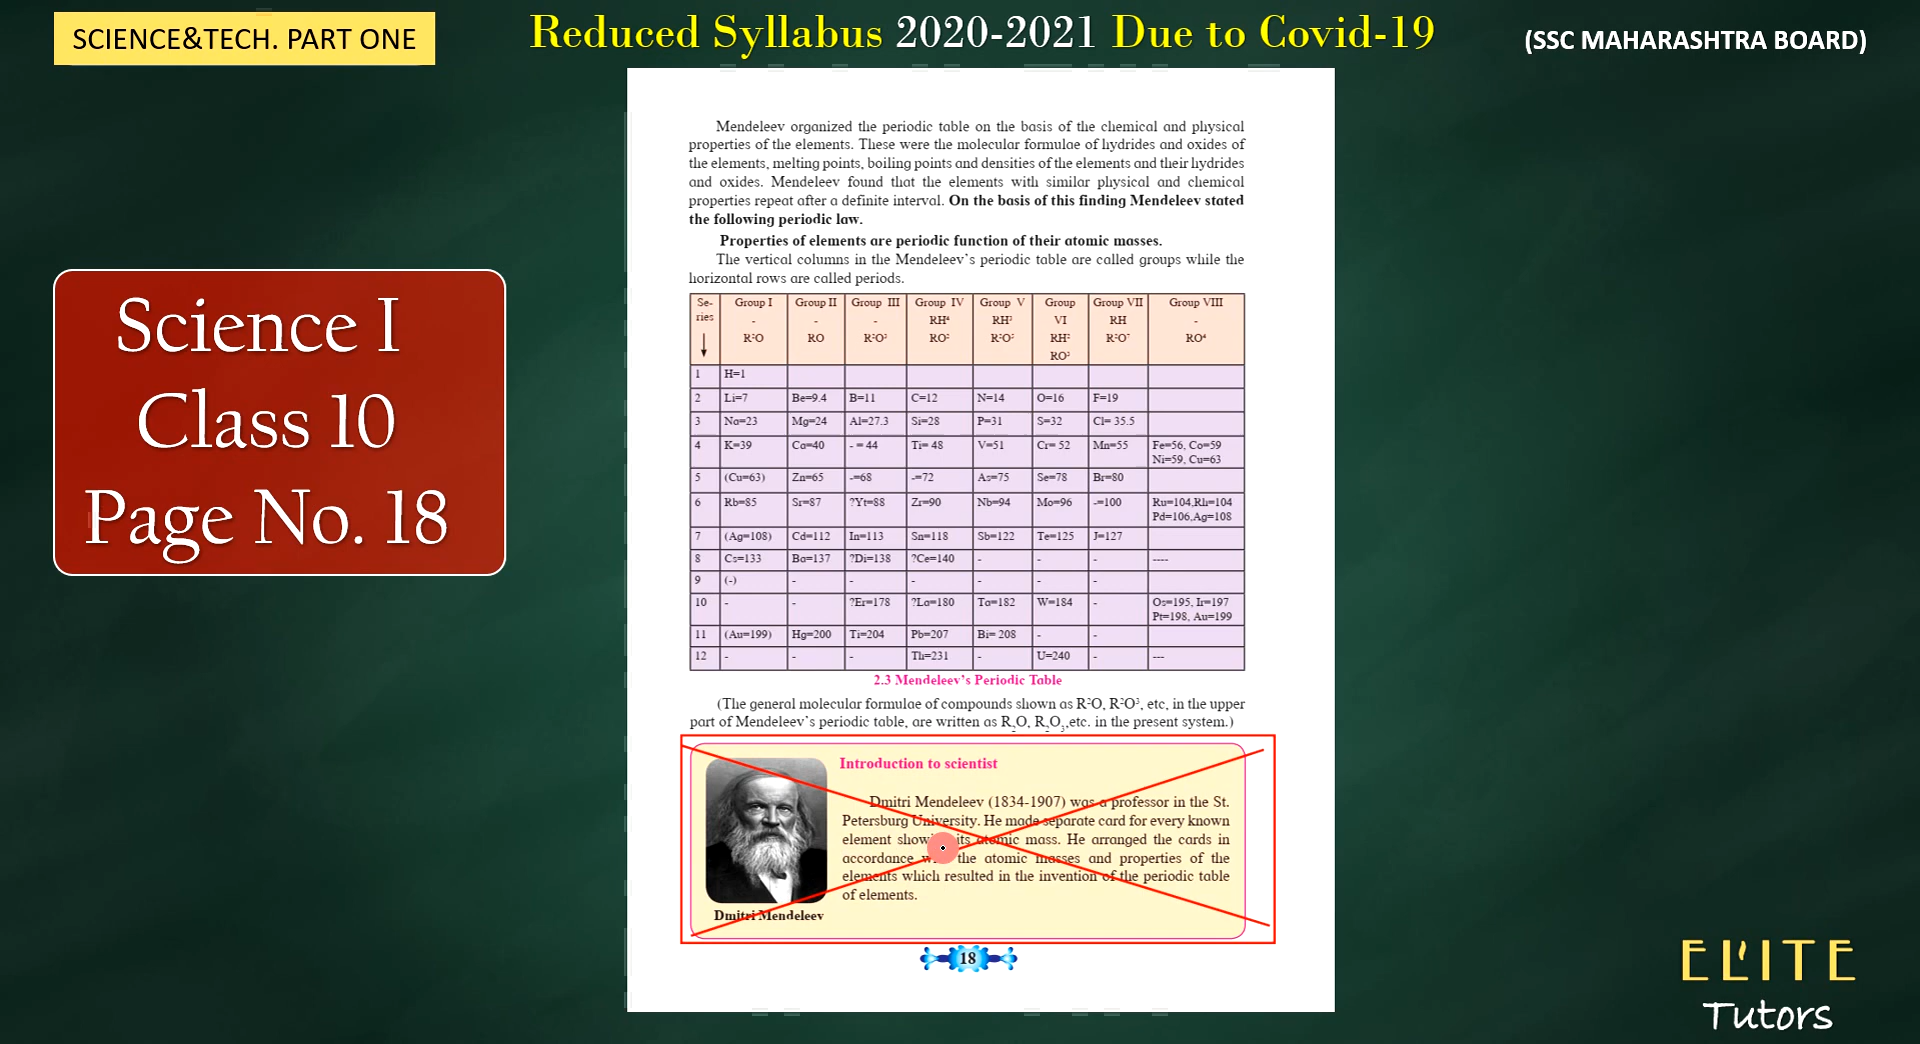 SCIENCE&TECH. PART ONE
Reduced Syllabus 2020-2021 Due to Covid-19
(SSC MAHARASHTRA BOARD)
Science I
Class 10
Page No. 18
Mendeleev organized the periodic table on the basis of the chemical and physical
properties of the elements. These were the molecular formulae of hydrides and oxides of
the elements, melting points, boiling points and densities of the elements and their hydrides
and oxides. Mendeleev found that the elements with similar physical and chemical
properties repeat after a definite interval. On the basis of this finding Mendeleev stated
the following periodic law.
Properties of elements are periodic function of their atomic masses.
The vertical columns in the Mendeleev's periodic table are called groups while the
horizontal rows are called periods.
Se- Group I Group II Group III Group IV Group V Group Group VII Group VIII
ries - - - RH⁴ RH³ VI RH -
↓ R²O RO R²O³ RO² R²O⁵ RH² R²O⁷ RO⁴
RO³
1 H=1
2 Li=7 Be=9.4 B=11 C=12 N=14 O=16 F=19
3 Na=23 Mg=24 Al=27.3 Si=28 P=31 S=32 Cl= 35.5
4 K=39 Ca=40 - = 44 Ti= 48 V=51 Cr= 52 Mn=55 Fe=56, Co=59
Ni=59, Cu=63
5 (Cu=63) Zn=65 -=68 -=72 As=75 Se=78 Br=80
6 Rb=85 Sr=87 ?Yt=88 Zr=90 Nb=94 Mo=96 -=100 Ru=104,Rh=104
Pd=106,Ag=108
7 (Ag=108) Cd=112 In=113 Sn=118 Sb=122 Te=125 J=127
8 Cs=133 Ba=137 ?Di=138 ?Ce=140 - - - ----
9 (-) - - - - - -
10 - - ?Er=178 ?La=180 Ta=182 W=184 - Os=195, Ir=197
Pt=198, Au=199
11 (Au=199) Hg=200 Ti=204 Pb=207 Bi= 208 - -
12 - - - Th=231 - U=240 - ---
2.3 Mendeleev's Periodic Table
(The general molecular formulae of compounds shown as R²O, R²O³, etc, in the upper
part of Mendeleev's periodic table, are written as R₂O, R₂O₃,etc. in the present system.)
Introduction to scientist
Dmitri Mendeleev (1834-1907) was a professor in the St.
Petersburg University. He made separate card for every known
element its atomic mass. He arranged the cards in
accordance the atomic masses and properties of the
elements which resulted in the invention of the periodic table
of elements.
Dmitri Mendeleev
18
ELITE
Tutors